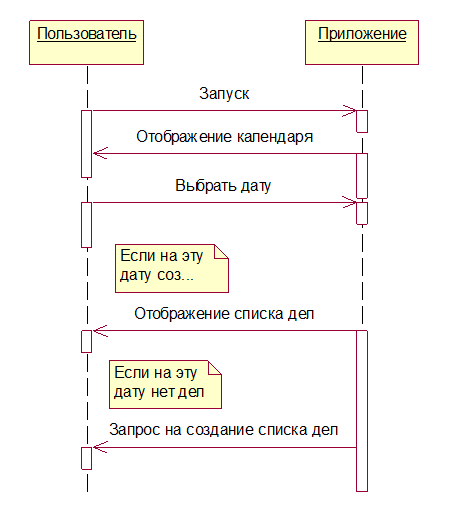 Пользователь
Приложение
Запуск
Отображение календаря
Выбрать дату
Если на эту
дату соз...
Отображение списка дел
Если на эту
дату нет дел
Запрос на создание списка дел